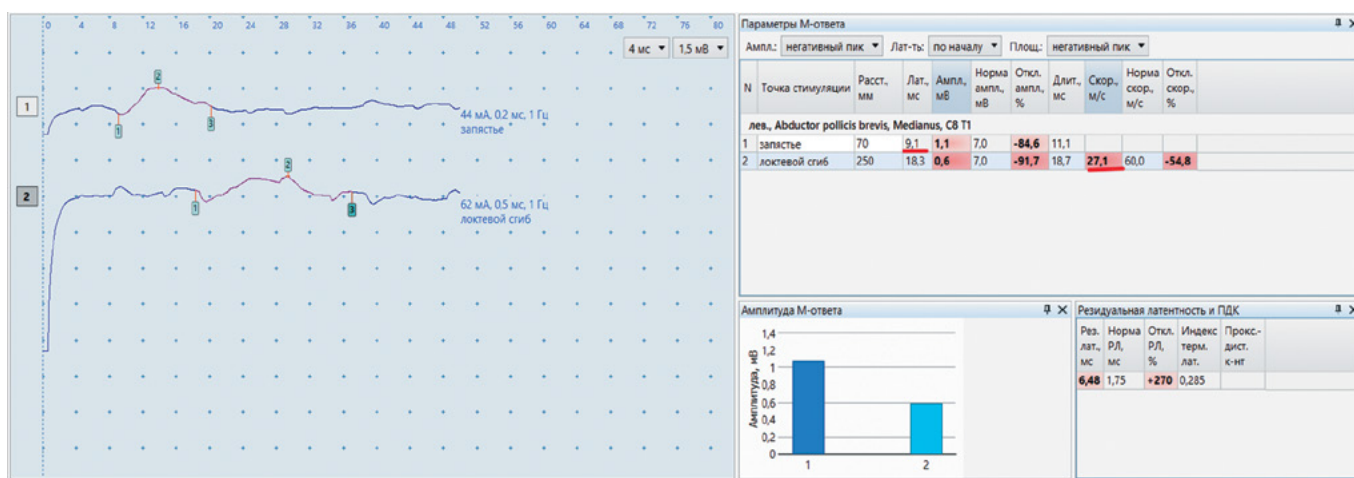 0 4 8 12 16 20 24 28 32 36 40 44 48 52 56 60 64 68 72 76 80
4 мс 1,5 мВ
1
2
1
3
44 мА, 0.2 мс, 1 Гц
запястье
2
2
1
3
62 мА, 0.5 мс, 1 Гц
локтевой сгиб
Параметры М-ответа
Ампл.: негативный пик Лат-ть: по началу Площ.: негативный пик
N Точка стимуляции Расст., мм Лат., мс Ампл., мВ Норма ампл., мВ Откл. ампл., % Длит., мс Скор., м/с Норма скор., м/с Откл. скор., %
лев., Abductor pollicis brevis, Medianus, C8 T1
1 запястье 70 9,1 1,1 7,0 -84,6 11,1
2 локтевой сгиб 250 18,3 0,6 7,0 -91,7 18,7 27,1 60,0 -54,8
Амплитуда М-ответа
Амплитуда, мВ
1,4
1,2
1
0,8
0,6
0,4
0,2
0
1 2
Резидуальная латентность и ПДК
Рез. лат., мс Норма РЛ, мс Откл. РЛ, % Индекс терм. лат. Прокс.-дист. к-нт
6,48 1,75 +270 0,285